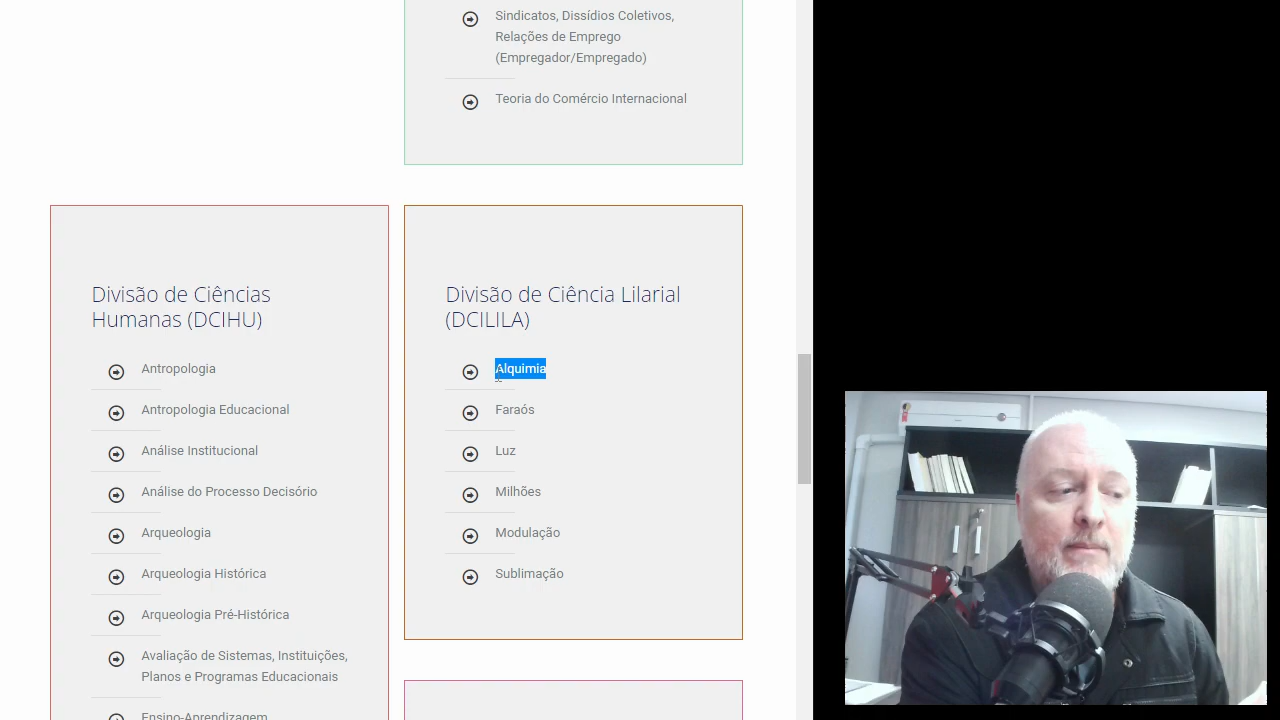 Sindicatos, Dissídios Coletivos,
Relações de Emprego
(Empregador/Empregado)
Teoria do Comércio Internacional
Divisão de Ciências
Humanas (DCIHU)
Antropologia
Antropologia Educacional
Análise Institucional
Análise do Processo Decisório
Arqueologia
Arqueologia Histórica
Arqueologia Pré-Histórica
Avaliação de Sistemas, Instituições,
Planos e Programas Educacionais
Ensino-Aprendizagem
Divisão de Ciência Lilarial
(DCILILA)
Alquimia
Faraós
Luz
Milhões
Modulação
Sublimação